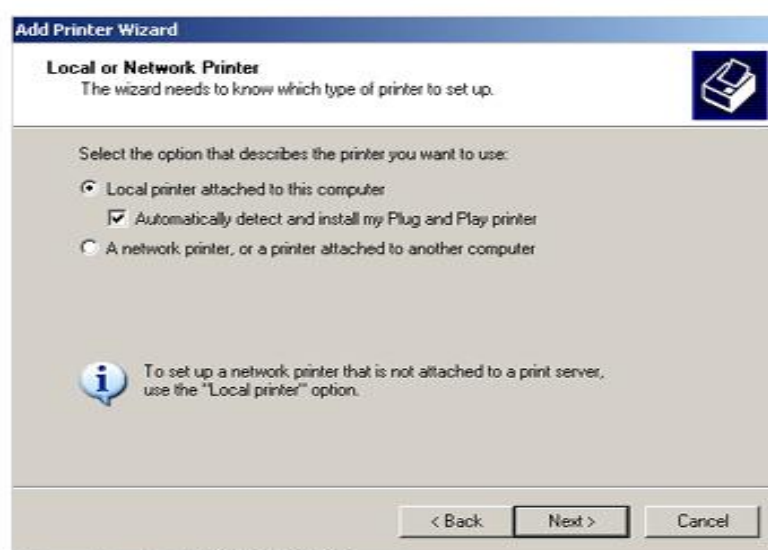 Add Printer Wizard
Local or Network Printer
The wizard needs to know which type of printer to set up.
Select the option that describes the printer you want to use:
Local printer attached to this computer
Automatically detect and install my Plug and Play printer
A network printer, or a printer attached to another computer
To set up a network printer that is not attached to a print server,
use the "Local printer" option.
< Back Next > Cancel